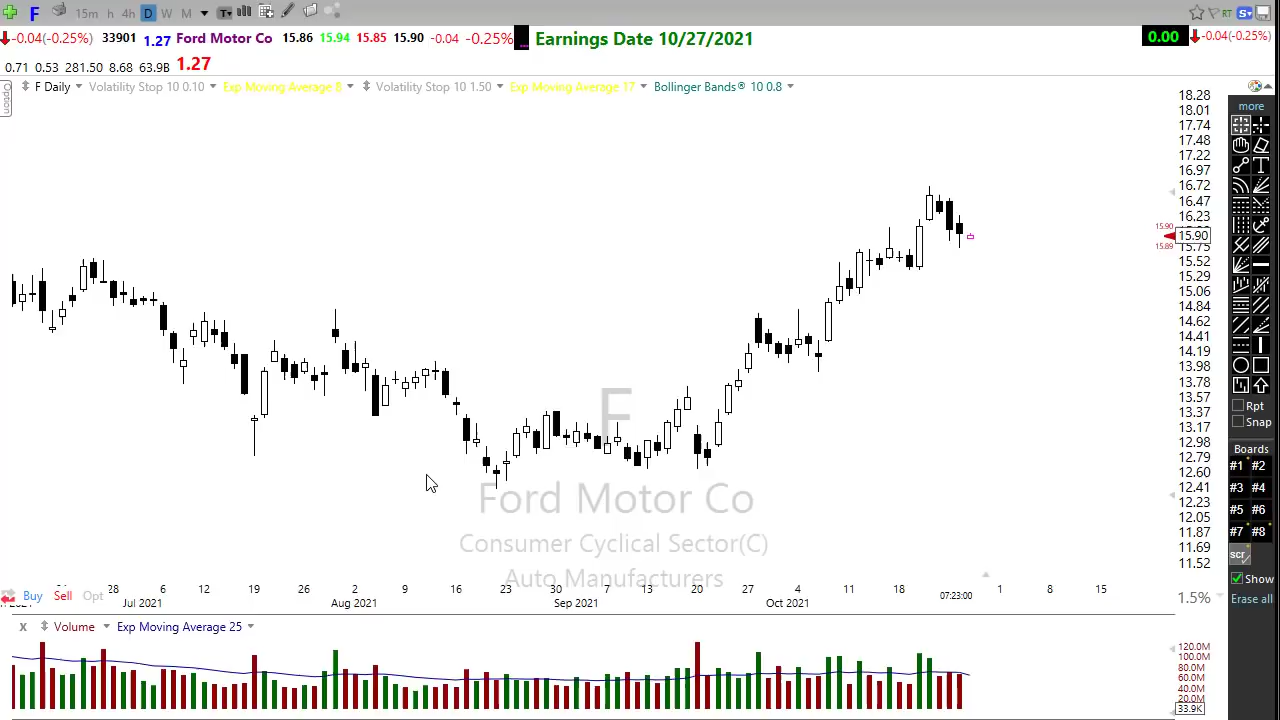 F 15m h 4h D W M T RT S
-0.04(-0.25%) 33901 1.27 Ford Motor Co 15.86 15.94 15.85 15.90 -0.04 -0.25% ... Earnings Date 10/27/2021 0.00 -0.04(-0.25%)
0.71 0.53 281.50 8.68 63.9B 1.27
Option F Daily Volatility Stop 10 0.10 Exp Moving Average 8 Volatility Stop 10 1.50 Exp Moving Average 17 Bollinger Bands® 10 0.8
18.28
18.01
17.74
17.48
17.22
16.97
16.72
16.47
16.23
15.90
15.90
15.89
15.75
15.52
15.29
15.06
14.84
14.62
14.41
14.19
13.98
13.78
13.57
13.37
13.17
12.98
12.79
12.60
12.41
12.23
12.05
11.87
11.69
11.52
1.5%
more
T
Rpt
Snap
Boards
#1 #2
#3 #4
#5 #6
#7 #8
scr
Show
Erase all
F
Ford Motor Co
Consumer Cyclical Sector(C)
Auto Manufacturers
28 6 12 19 26 2 9 16 23 30 7 13 20 27 4 11 18 07:23:00 1 8 15
Buy Sell Opt
Jul 2021 Aug 2021 Sep 2021 Oct 2021
x Volume Exp Moving Average 25
120.0M
100.0M
80.0M
60.0M
40.0M
20.0M
33.9K